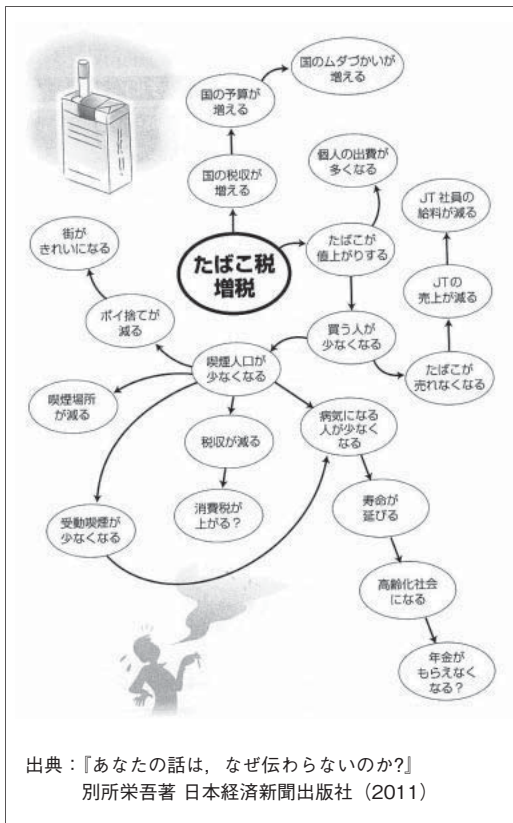 国のムダづかいが
増える
国の予算が
増える
国の税収が
増える
個人の出費が
多くなる
JT社員の
給料が減る
街が
きれいになる
たばこ税
増税
たばこが
値上がりする
JTの
売上が減る
ポイ捨てが
減る
買う人が
少なくなる
喫煙人口が
少なくなる
たばこが
売れなくなる
喫煙場所
が減る
税収が減る
病気になる
人が少なく
なる
消費税が
上がる？
受動喫煙が
少なくなる
寿命が
延びる
高齢化社会
になる
年金が
もらえなく
なる？
出典：『あなたの話は，なぜ伝わらないのか?』
別所栄吾著 日本経済新聞出版社（2011）